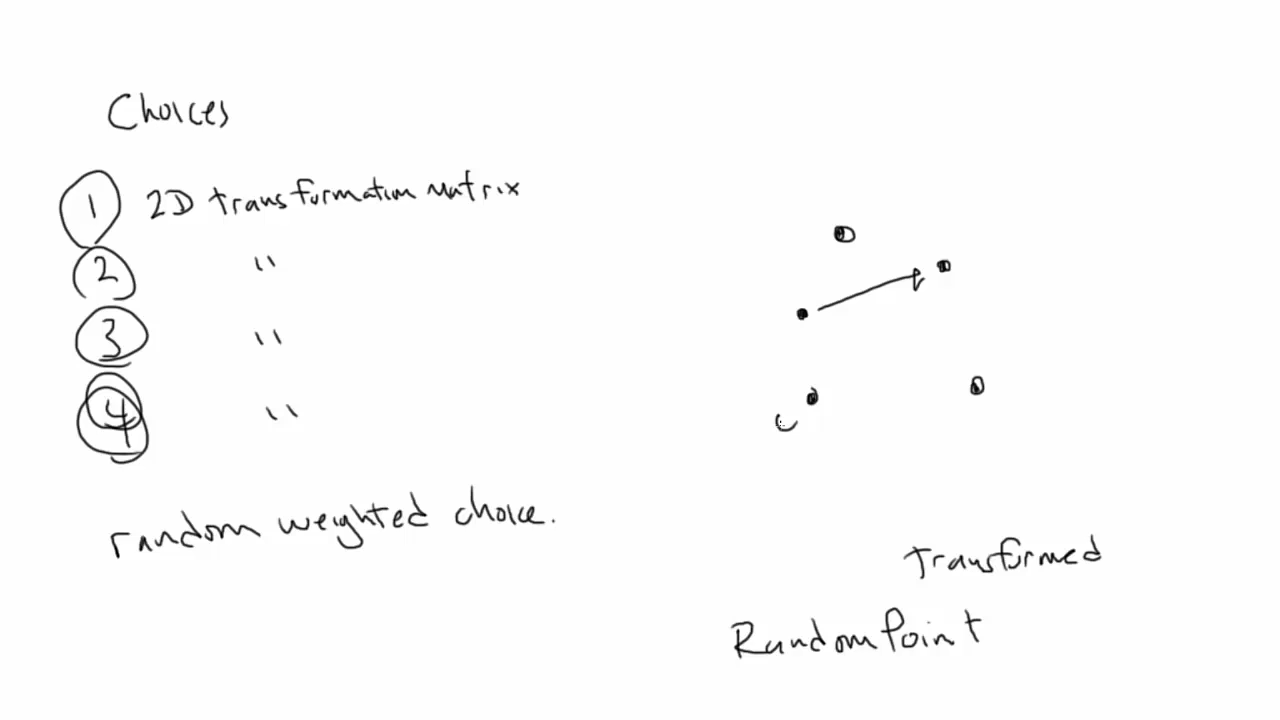 Choices
1 2D transformation matrix
2 "
3 "
4 "
random weighted choice.
Transformed
Random Point